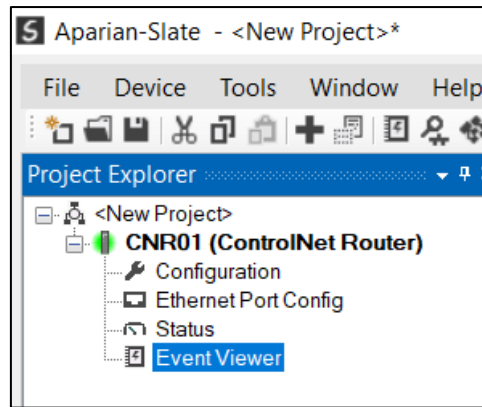 Aparian-Slate - <New Project>*
File Device Tools Window Help
Project Explorer
<New Project>
CNR01 (ControlNet Router)
Configuration
Ethernet Port Config
Status
Event Viewer